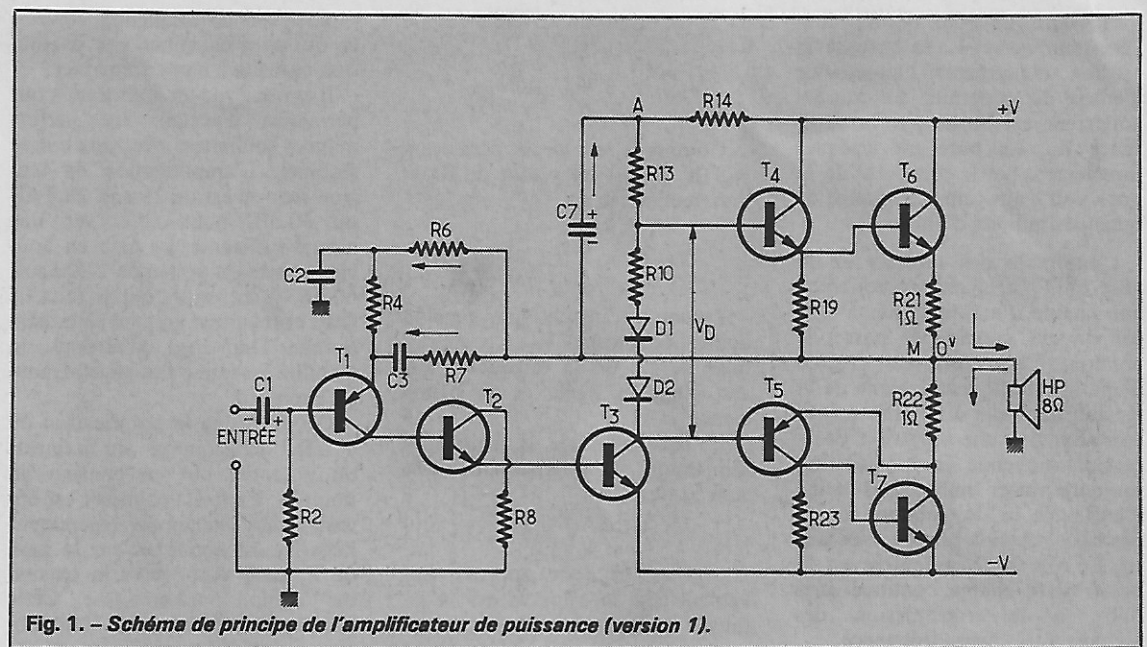 A
R14
+V
R13
T4
T6
C7
+
-
R6
C2
R10
R4
R19
R21
1Ω
D1
VD
M
0V
T1
C3
R7
D2
HP
8Ω
C1
T2
T3
T5
R22
1Ω
- +
ENTRÉE
T7
R2
R8
R23
-V
Fig. 1. – Schéma de principe de l'amplificateur de puissance (version 1).